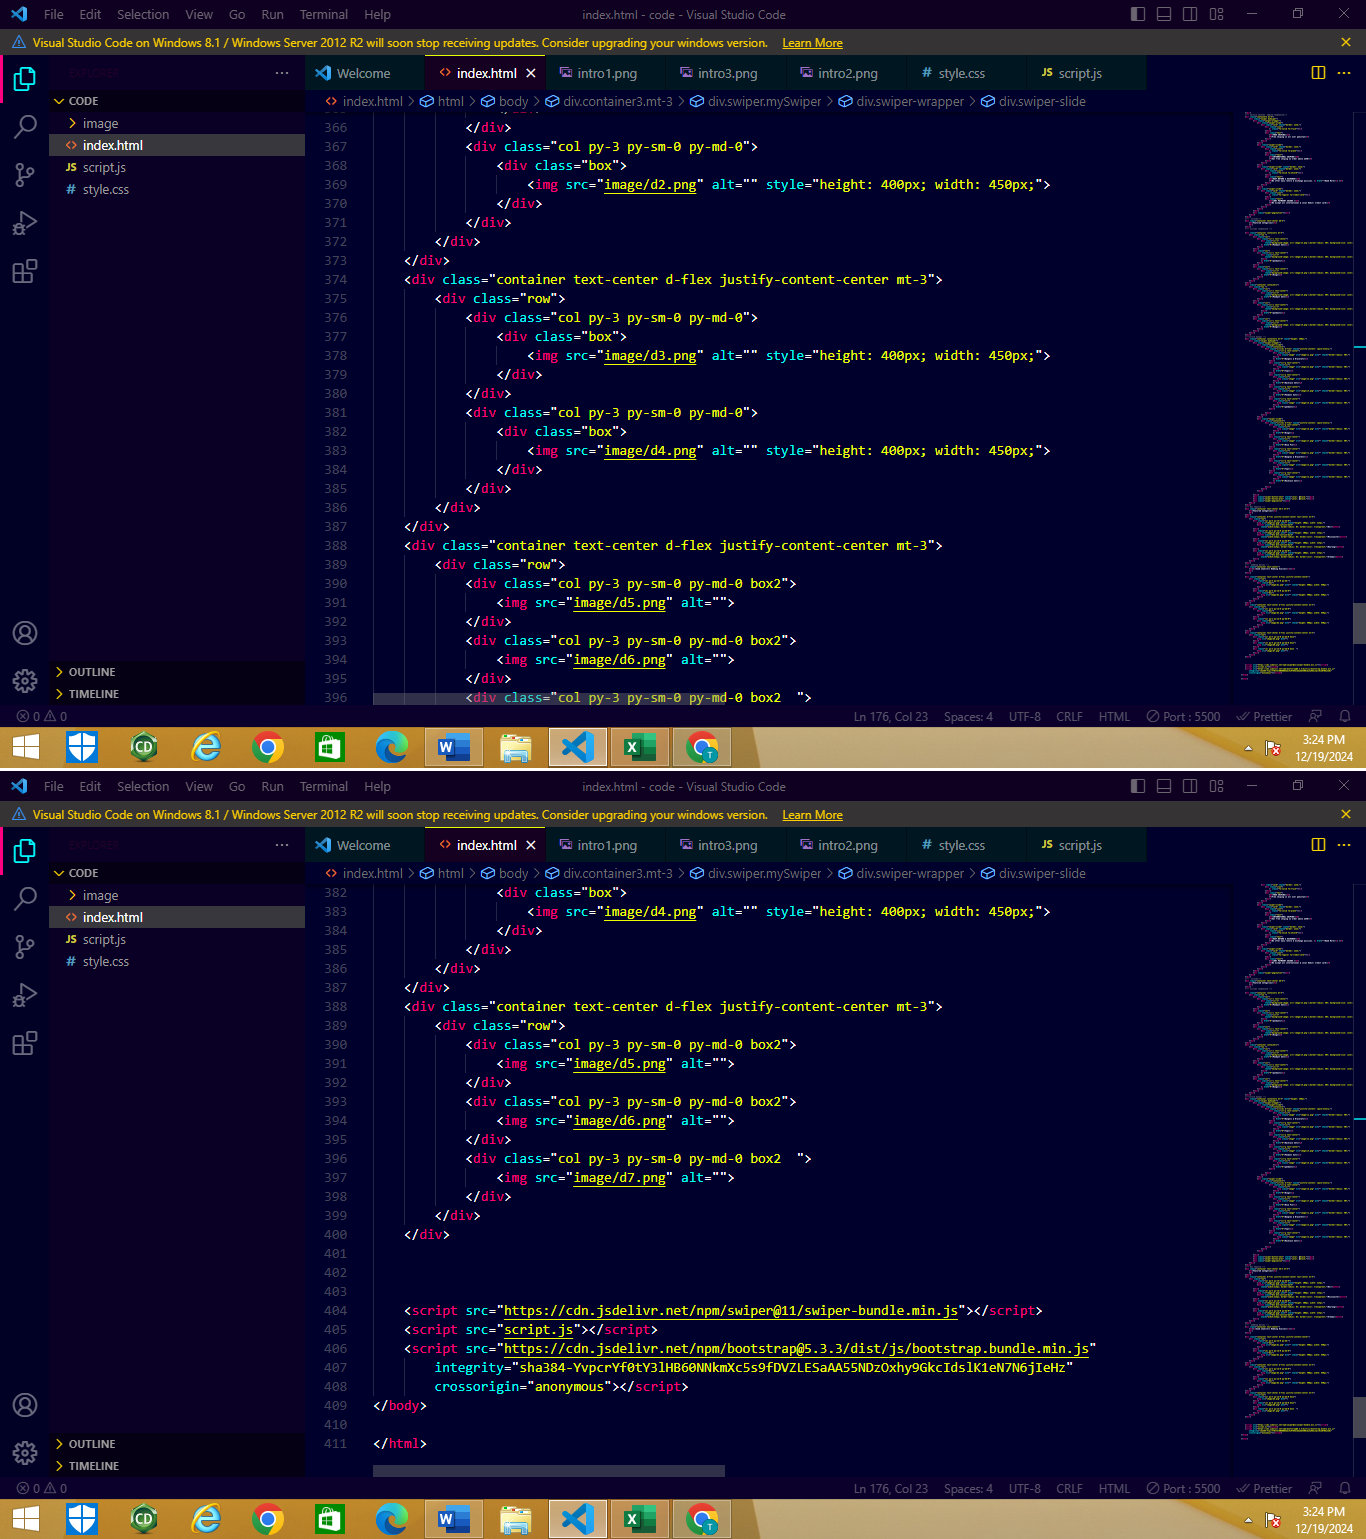 File Edit Selection View Go Run Terminal Help index.html - code - Visual Studio Code
Visual Studio Code on Windows 8.1 / Windows Server 2012 R2 will soon stop receiving updates. Consider upgrading your windows version. Learn More
EXPLORER ··· Welcome <> index.html × intro1.png intro3.png intro2.png # style.css JS script.js ···
CODE
image
<> index.html
JS script.js
# style.css
OUTLINE
TIMELINE
<> index.html > html > body > div.container3.mt-3 > div.swiper.mySwiper > div.swiper-wrapper > div.swiper-slide
366 </div>
367 <div class="col py-3 py-sm-0 py-md-0">
368 <div class="box">
369 <img src="image/d2.png" alt="" style="height: 400px; width: 450px;">
370 </div>
371 </div>
372 </div>
373 </div>
374 <div class="container text-center d-flex justify-content-center mt-3">
375 <div class="row">
376 <div class="col py-3 py-sm-0 py-md-0">
377 <div class="box">
378 <img src="image/d3.png" alt="" style="height: 400px; width: 450px;">
379 </div>
380 </div>
381 <div class="col py-3 py-sm-0 py-md-0">
382 <div class="box">
383 <img src="image/d4.png" alt="" style="height: 400px; width: 450px;">
384 </div>
385 </div>
386 </div>
387 </div>
388 <div class="container text-center d-flex justify-content-center mt-3">
389 <div class="row">
390 <div class="col py-3 py-sm-0 py-md-0 box2">
391 <img src="image/d5.png" alt="">
392 </div>
393 <div class="col py-3 py-sm-0 py-md-0 box2">
394 <img src="image/d6.png" alt="">
395 </div>
396 <div class="col py-3 py-sm-0 py-md-0 box2  ">
0 0 Ln 176, Col 23 Spaces: 4 UTF-8 CRLF HTML Port : 5500 Prettier
CD W X T 3:24 PM
12/19/2024
File Edit Selection View Go Run Terminal Help index.html - code - Visual Studio Code
Visual Studio Code on Windows 8.1 / Windows Server 2012 R2 will soon stop receiving updates. Consider upgrading your windows version. Learn More
EXPLORER ··· Welcome <> index.html × intro1.png intro3.png intro2.png # style.css JS script.js ···
CODE
image
<> index.html
JS script.js
# style.css
OUTLINE
TIMELINE
<> index.html > html > body > div.container3.mt-3 > div.swiper.mySwiper > div.swiper-wrapper > div.swiper-slide
382 <div class="box">
383 <img src="image/d4.png" alt="" style="height: 400px; width: 450px;">
384 </div>
385 </div>
386 </div>
387 </div>
388 <div class="container text-center d-flex justify-content-center mt-3">
389 <div class="row">
390 <div class="col py-3 py-sm-0 py-md-0 box2">
391 <img src="image/d5.png" alt="">
392 </div>
393 <div class="col py-3 py-sm-0 py-md-0 box2">
394 <img src="image/d6.png" alt="">
395 </div>
396 <div class="col py-3 py-sm-0 py-md-0 box2  ">
397 <img src="image/d7.png" alt="">
398 </div>
399 </div>
400 </div>
401
402
403
404 <script src="https://cdn.jsdelivr.net/npm/swiper@11/swiper-bundle.min.js"></script>
405 <script src="script.js"></script>
406 <script src="https://cdn.jsdelivr.net/npm/bootstrap@5.3.3/dist/js/bootstrap.bundle.min.js"
407 integrity="sha384-YvpcrYf0tY3lHB60NNkmXc5s9fDVZLESaAA55NDzOxhy9GkcIdslK1eN7N6jIeHz"
408 crossorigin="anonymous"></script>
409 </body>
410
411 </html>
0 0 Ln 176, Col 23 Spaces: 4 UTF-8 CRLF HTML Port : 5500 Prettier
CD W X T 3:24 PM
12/19/2024